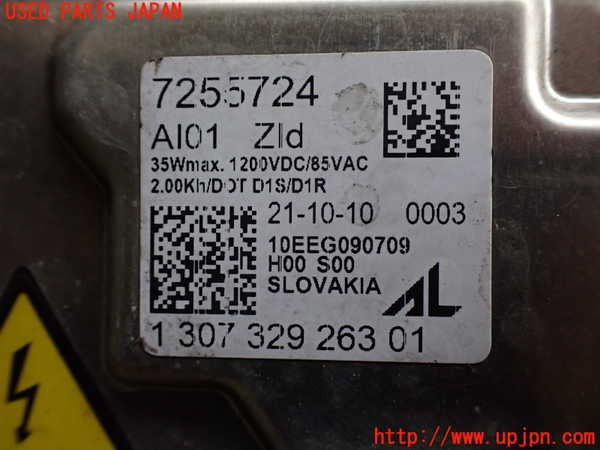 USED PARTS JAPAN
7255724
AI01 Zld
35Wmax. 1200VDC/85VAC
2.00Kh/DOT D1S/D1R
21-10-10 0003
10EEG090709
H00 S00
SLOVAKIA
AL
1 307 329 263 01
http://www.upjpn.com/